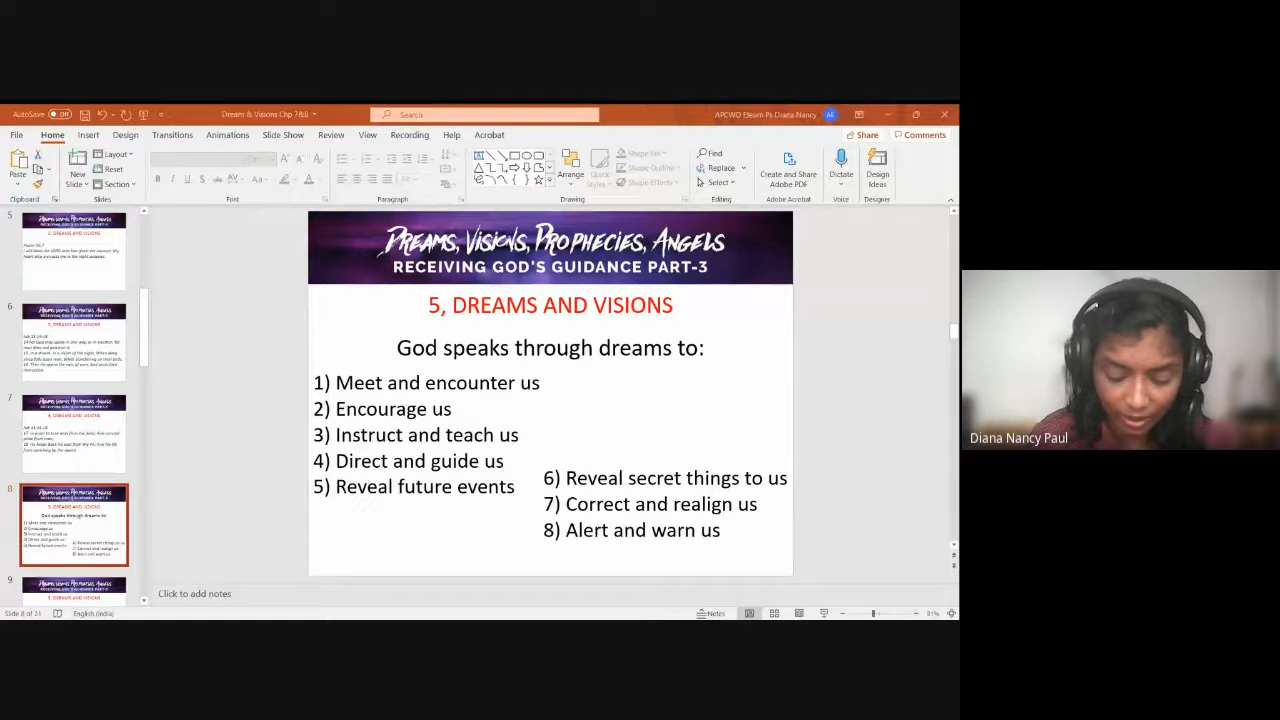 AutoSave Off
Dream & Visions Chp 7&8
Search
APCWO Elearn Ps Diana Nancy
AE
File Home Insert Design Transitions Animations Slide Show Review View Recording Help Acrobat
Share
Comments
Paste
New
Slide
Layout
Reset
Section
Arrange
Quick
Styles
Shape Fill
Shape Outline
Shape Effects
Find
Replace
Select
Create and Share
Adobe PDF
Dictate
Design
Ideas
Clipboard
Slides
Font
Paragraph
Drawing
Editing
Adobe Acrobat
Voice
Designer
5
6
7
8
9
DREAMS, VISIONS, PROPHECIES, ANGELS
RECEIVING GOD'S GUIDANCE PART-3
5, DREAMS AND VISIONS
God speaks through dreams to:
1) Meet and encounter us
2) Encourage us
3) Instruct and teach us
4) Direct and guide us
5) Reveal future events
6) Reveal secret things to us
7) Correct and realign us
8) Alert and warn us
Click to add notes
Slide 8 of 21
English (India)
Notes
81%
Diana Nancy Paul